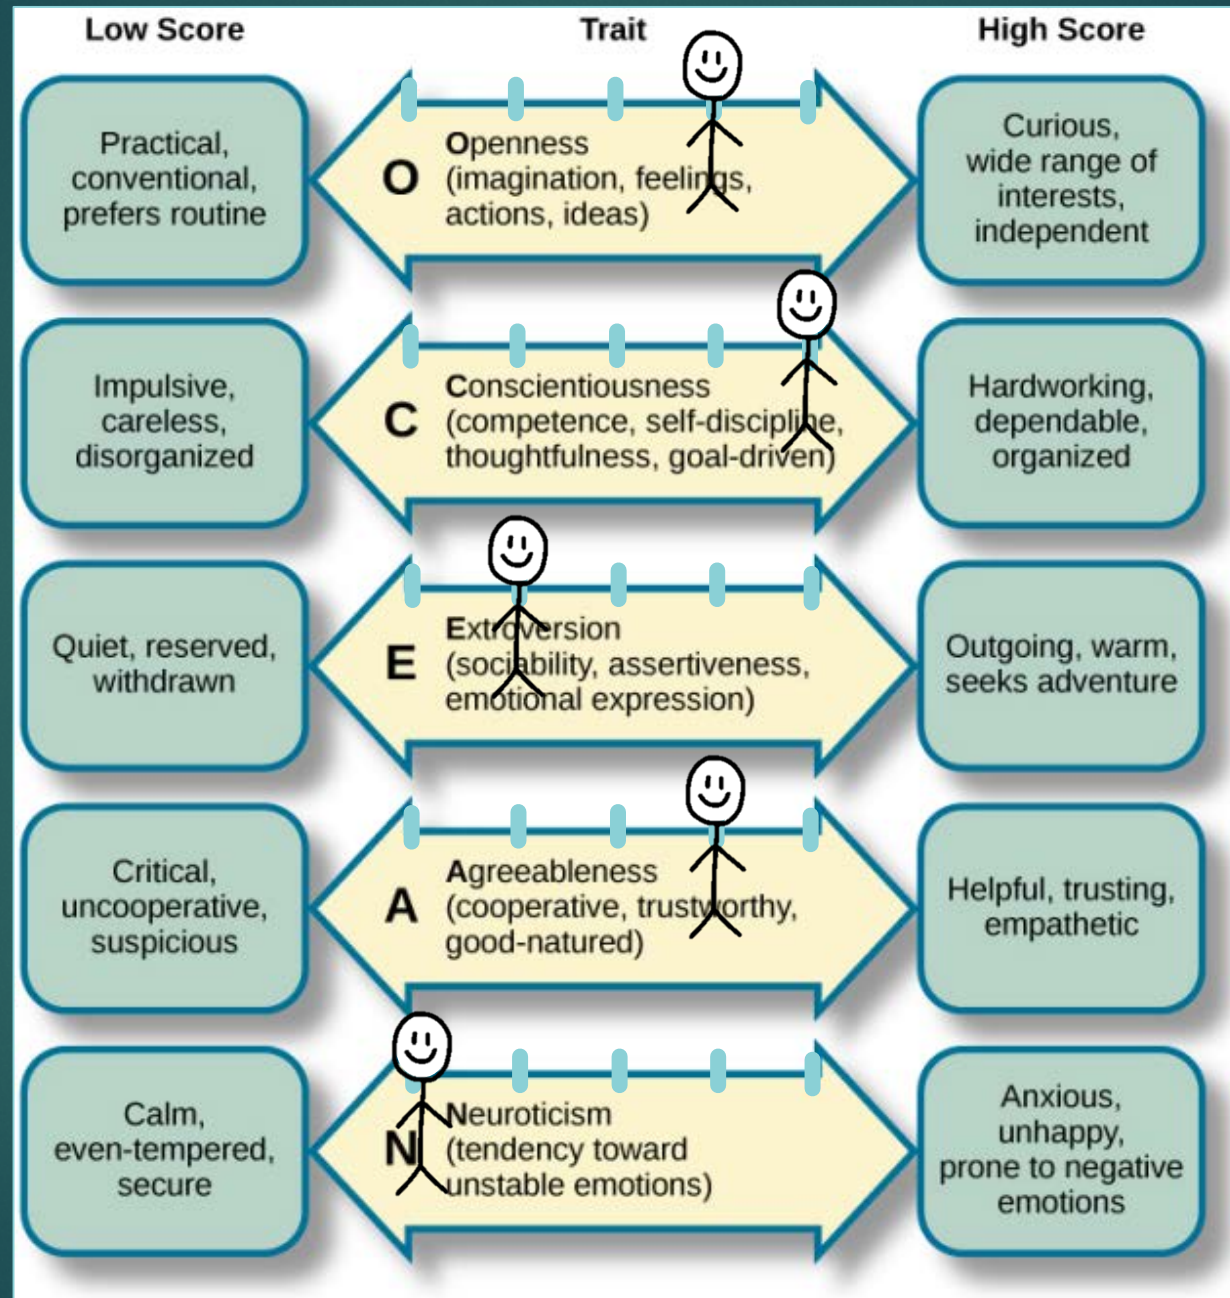 Low Score
Trait
High Score
Practical,
conventional,
prefers routine
O
Openness
(imagination, feelings,
actions, ideas)
Curious,
wide range of
interests,
independent
Impulsive,
careless,
disorganized
C
Conscientiousness
(competence, self-discipline,
thoughtfulness, goal-driven)
Hardworking,
dependable,
organized
Quiet, reserved,
withdrawn
E
Extroversion
(sociability, assertiveness,
emotional expression)
Outgoing, warm,
seeks adventure
Critical,
uncooperative,
suspicious
A
Agreeableness
(cooperative, trustworthy,
good-natured)
Helpful, trusting,
empathetic
Calm,
even-tempered,
secure
N
Neuroticism
(tendency toward
unstable emotions)
Anxious,
unhappy,
prone to negative
emotions